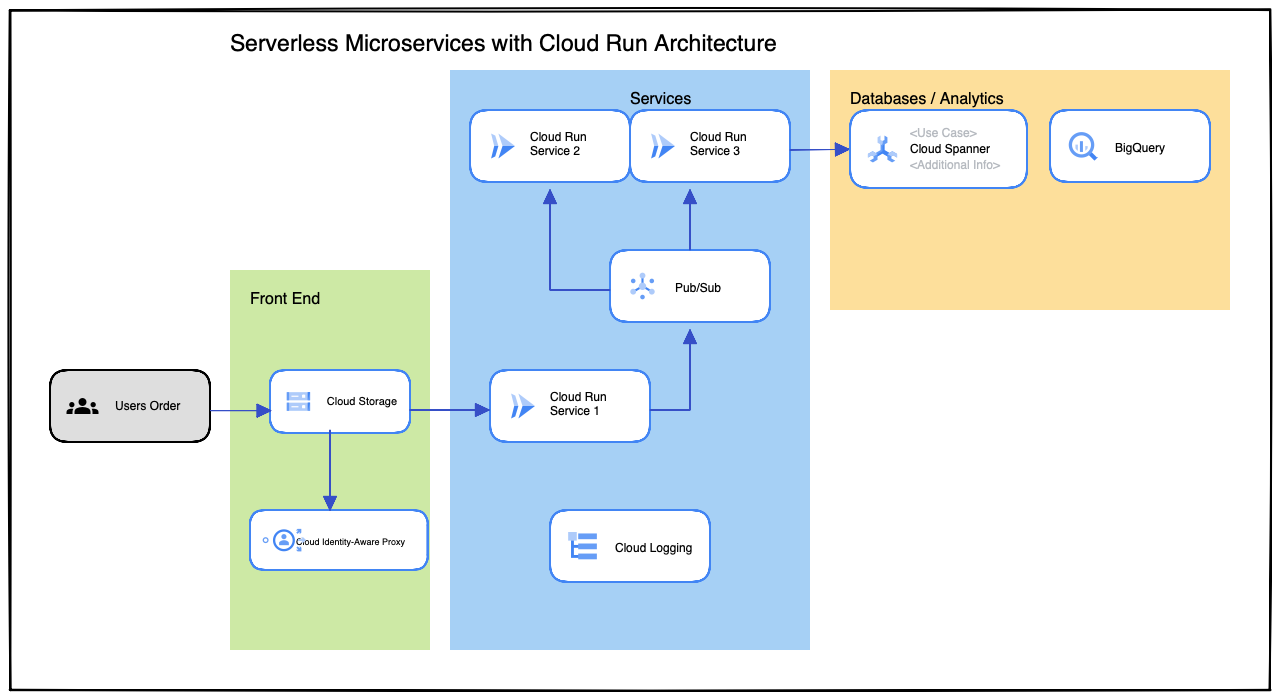 Serverless Microservices with Cloud Run Architecture
Services
Databases / Analytics
Cloud Run
Service 2
Cloud Run
Service 3
<Use Case>
Cloud Spanner
<Additional Info>
BigQuery
Pub/Sub
Front End
Users Order
Cloud Storage
Cloud Run
Service 1
Cloud Identity-Aware Proxy
Cloud Logging